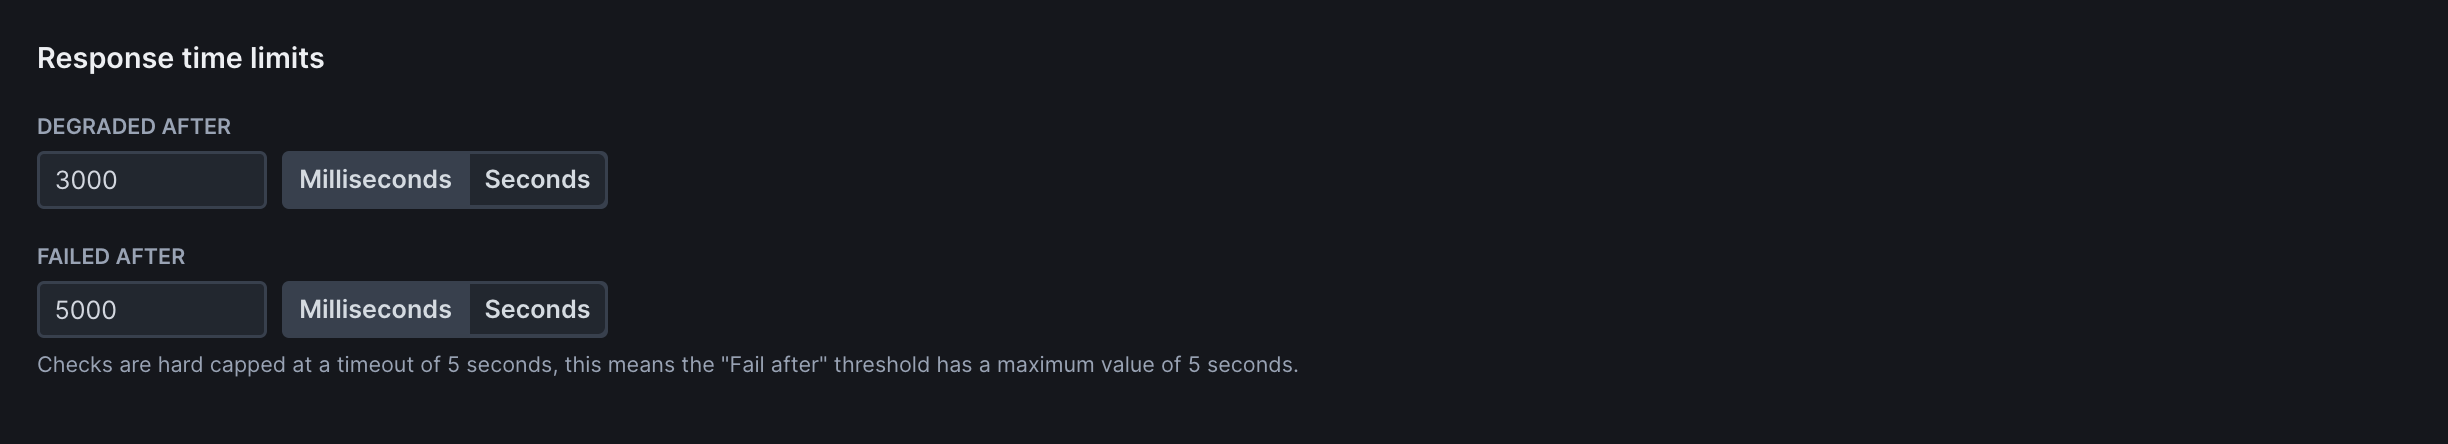 Response time limits
DEGRADED AFTER
3000 Milliseconds Seconds
FAILED AFTER
5000 Milliseconds Seconds
Checks are hard capped at a timeout of 5 seconds, this means the "Fail after" threshold has a maximum value of 5 seconds.